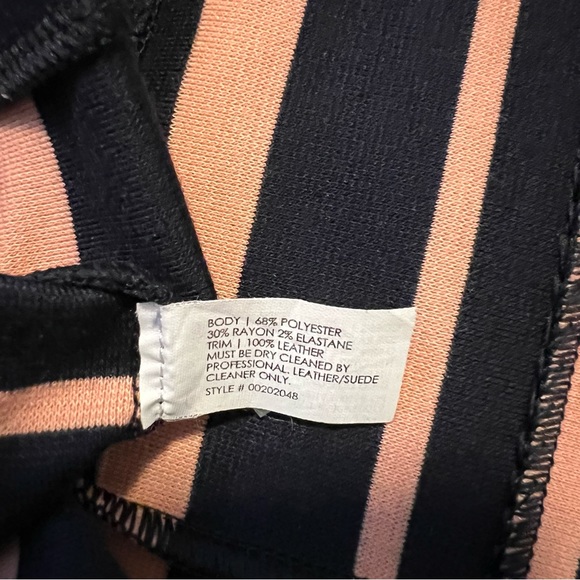 BODY | 68% POLYESTER
30% RAYON 2% ELASTANE
TRIM | 100% LEATHER
MUST BE DRY CLEANED BY
PROFESSIONAL. LEATHER/SUEDE
CLEANER ONLY.
STYLE # 00202048